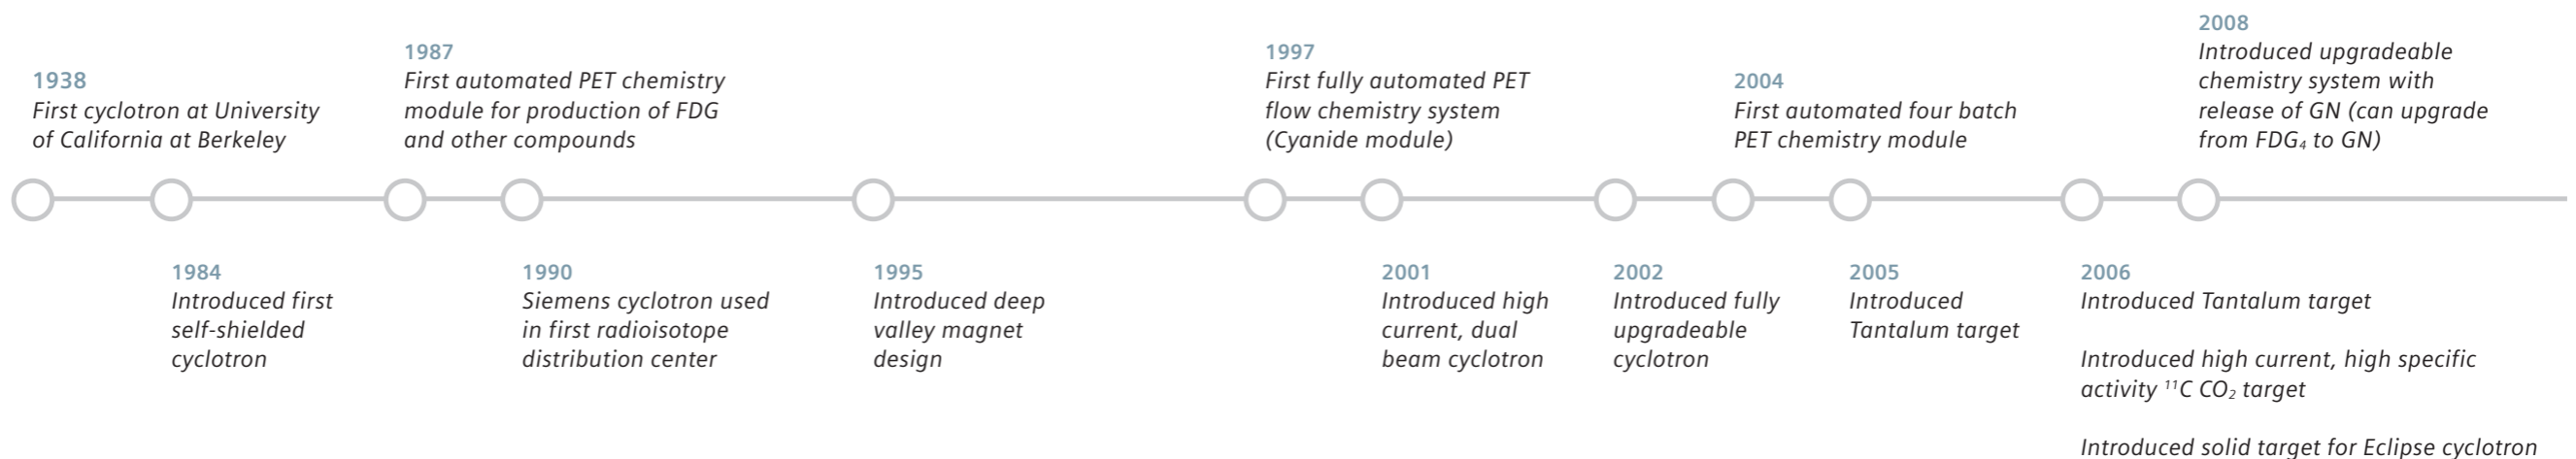 1938
First cyclotron at University
of California at Berkeley
1984
Introduced first
self-shielded
cyclotron
1987
First automated PET chemistry
module for production of FDG
and other compounds
1990
Siemens cyclotron used
in first radioisotope
distribution center
1995
Introduced deep
valley magnet
design
1997
First fully automated PET
flow chemistry system
(Cyanide module)
2001
Introduced high
current, dual
beam cyclotron
2002
Introduced fully
upgradeable
cyclotron
2004
First automated four batch
PET chemistry module
2005
Introduced
Tantalum target
2006
Introduced Tantalum target
Introduced high current, high specific
activity ¹¹C CO₂ target
Introduced solid target for Eclipse cyclotron
2008
Introduced upgradeable
chemistry system with
release of GN (can upgrade
from FDG₄ to GN)